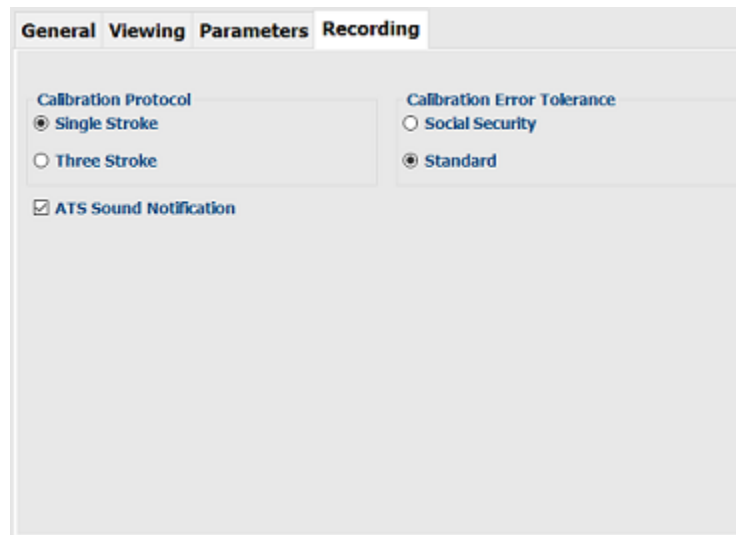 General Viewing Parameters Recording
Calibration Protocol
Single Stroke
Three Stroke
Calibration Error Tolerance
Social Security
Standard
ATS Sound Notification